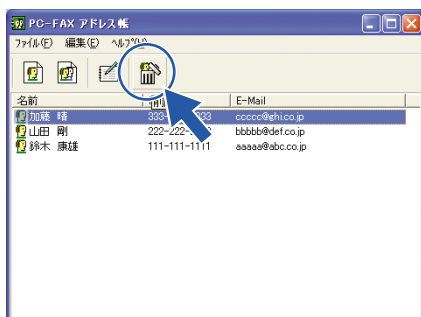 PC-FAX アドレス帳
ファイル(F) 編集(E)
名前 E-Mail
加藤 晴 ccccc@ghi.co.jp
山田 剛 bbbbb@def.co.jp
鈴木 康雄 111-111-1111 aaaaa@abc.co.jp